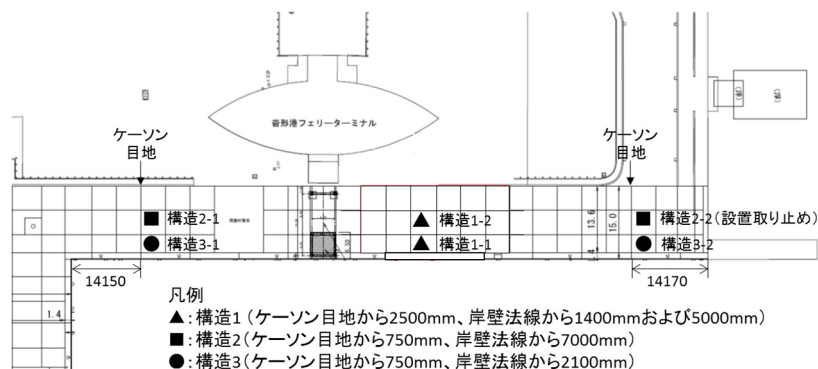 沓形港フェリーターミナル
ケーソン
目地
ケーソン
目地
■ 構造2-1
▲ 構造1-2
13.6
15.0
■ 構造2-2(設置取り止め)
● 構造3-1
▲ 構造1-1
● 構造3-2
14150
14170
1.4
凡例
▲:構造1 (ケーソン目地から2500mm、岸壁法線から1400mmおよび5000mm)
■:構造2(ケーソン目地から750mm、岸壁法線から7000mm)
●:構造3(ケーソン目地から750mm、岸壁法線から2100mm)